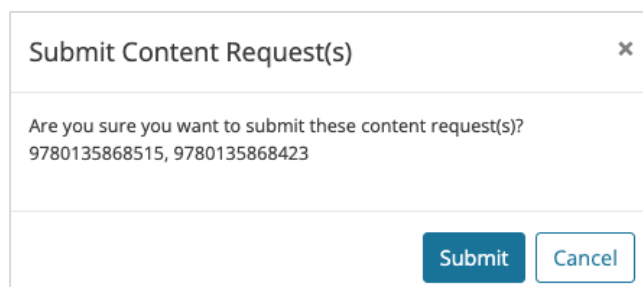 Submit Content Request(s)
×
Are you sure you want to submit these content request(s)?
9780135868515, 9780135868423
Submit
Cancel